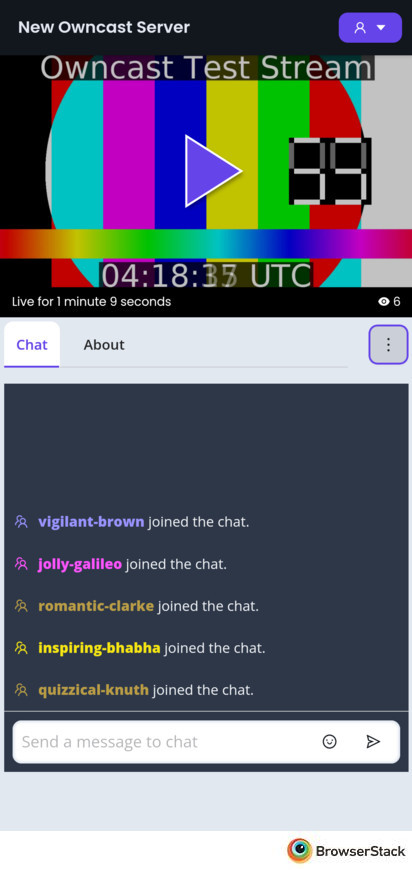 New Owncast Server
Owncast Test Stream
04:18: UTC
Live for 1 minute 9 seconds
6
Chat
About
vigilant-brown joined the chat.
jolly-galileo joined the chat.
romantic-clarke joined the chat.
inspiring-bhabha joined the chat.
quizzical-knuth joined the chat.
Send a message to chat
BrowserStack